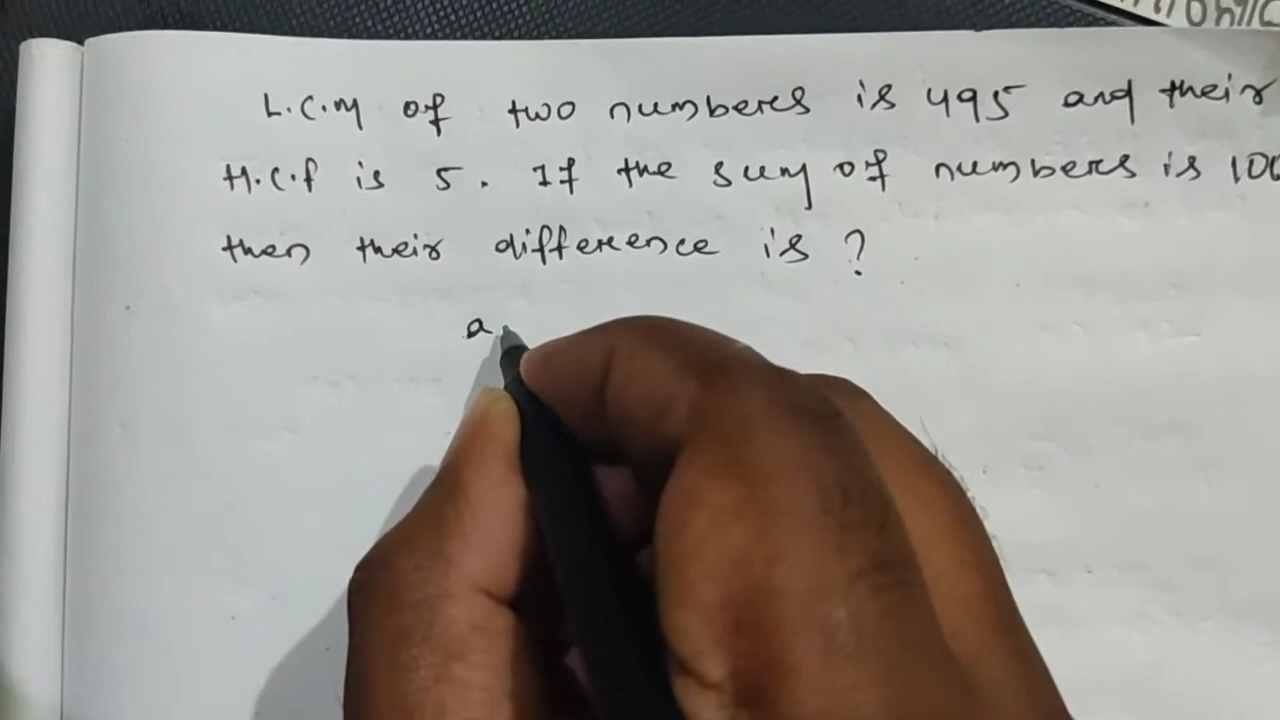 L.C.M of two numbers is 495 and their
H.C.F is 5. If the sum of numbers is 100
then their difference is ?
a